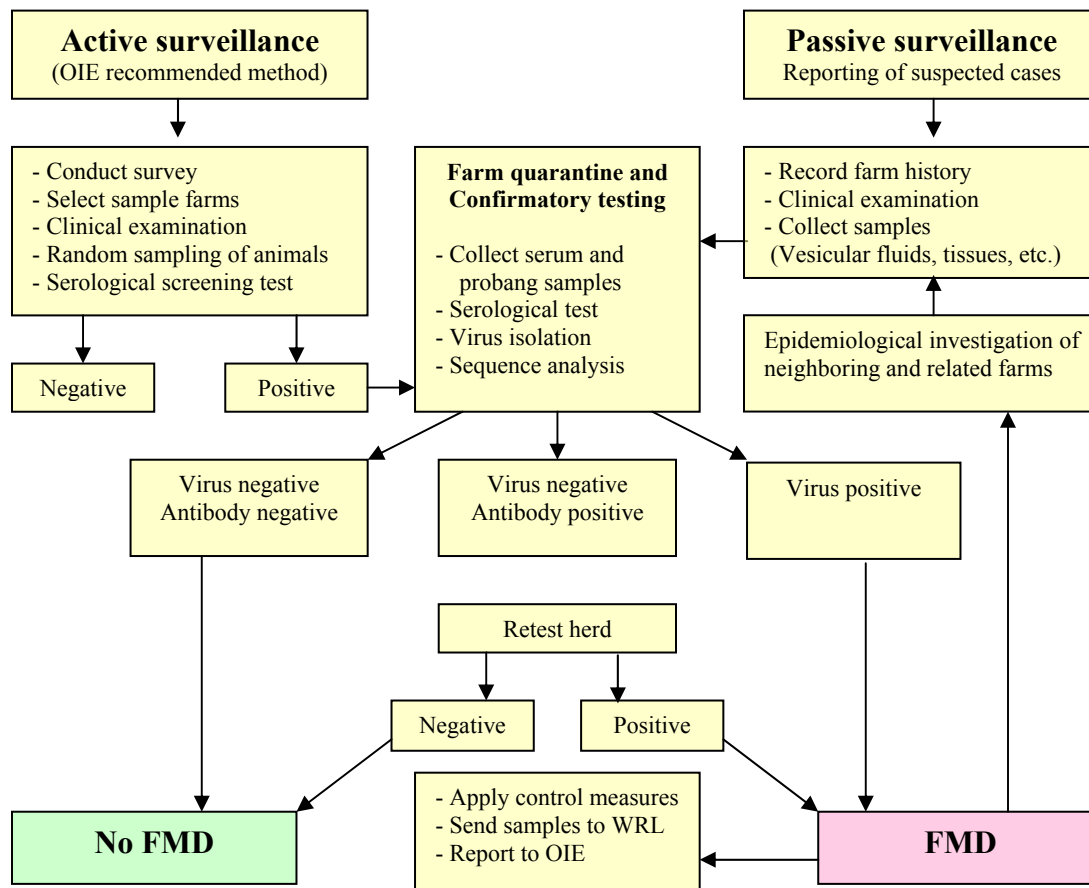 Active surveillance
(OIE recommended method)
Passive surveillance
Reporting of suspected cases
- Conduct survey
- Select sample farms
- Clinical examination
- Random sampling of animals
- Serological screening test
Farm quarantine and
Confirmatory testing
- Collect serum and
probang samples
- Serological test
- Virus isolation
- Sequence analysis
- Record farm history
- Clinical examination
- Collect samples
(Vesicular fluids, tissues, etc.)
Epidemiological investigation of
neighboring and related farms
Negative
Positive
Virus negative
Antibody negative
Virus negative
Antibody positive
Virus positive
Retest herd
Negative
Positive
- Apply control measures
- Send samples to WRL
- Report to OIE
No FMD
FMD